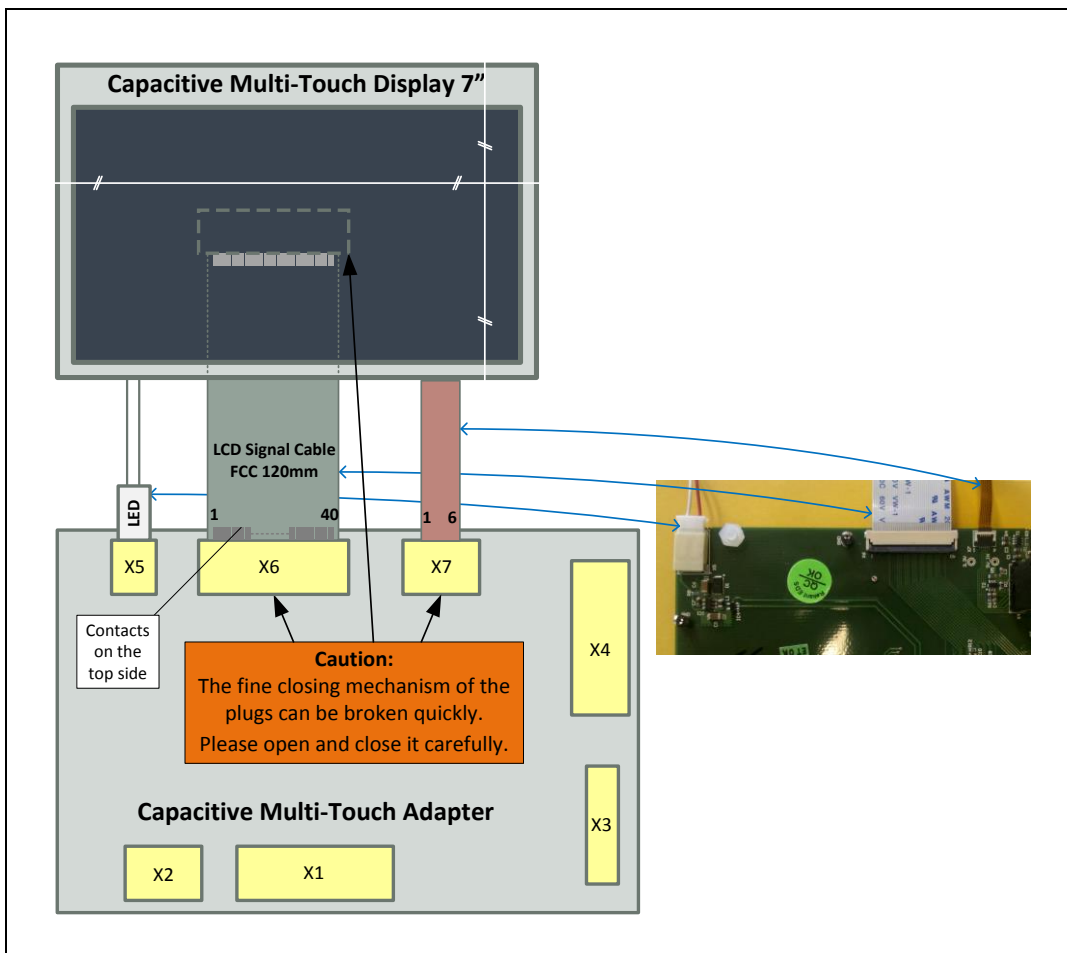 Capacitive Multi-Touch Display 7”
LCD Signal Cable
FCC 120mm
LED
1
40
1 6
X5
X6
X7
Contacts
on the
top side
Caution:
The fine closing mechanism of the
plugs can be broken quickly.
Please open and close it carefully.
X4
X3
Capacitive Multi-Touch Adapter
X2
X1
QC
OK